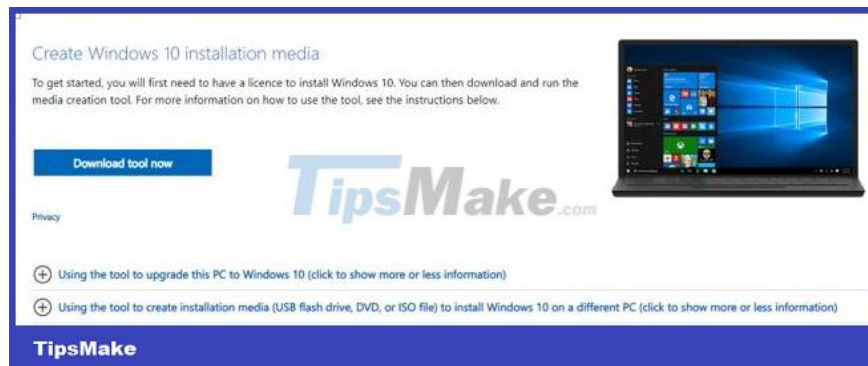 Create Windows 10 installation media
To get started, you will first need to have a licence to install Windows 10. You can then download and run the
media creation tool. For more information on how to use the tool, see the instructions below.
Download tool now
TipsMake.com
Privacy
Using the tool to upgrade this PC to Windows 10 (click to show more or less information)
Using the tool to create installation media (USB flash drive, DVD, or ISO file) to install Windows 10 on a different PC (click to show more or less information)
TipsMake